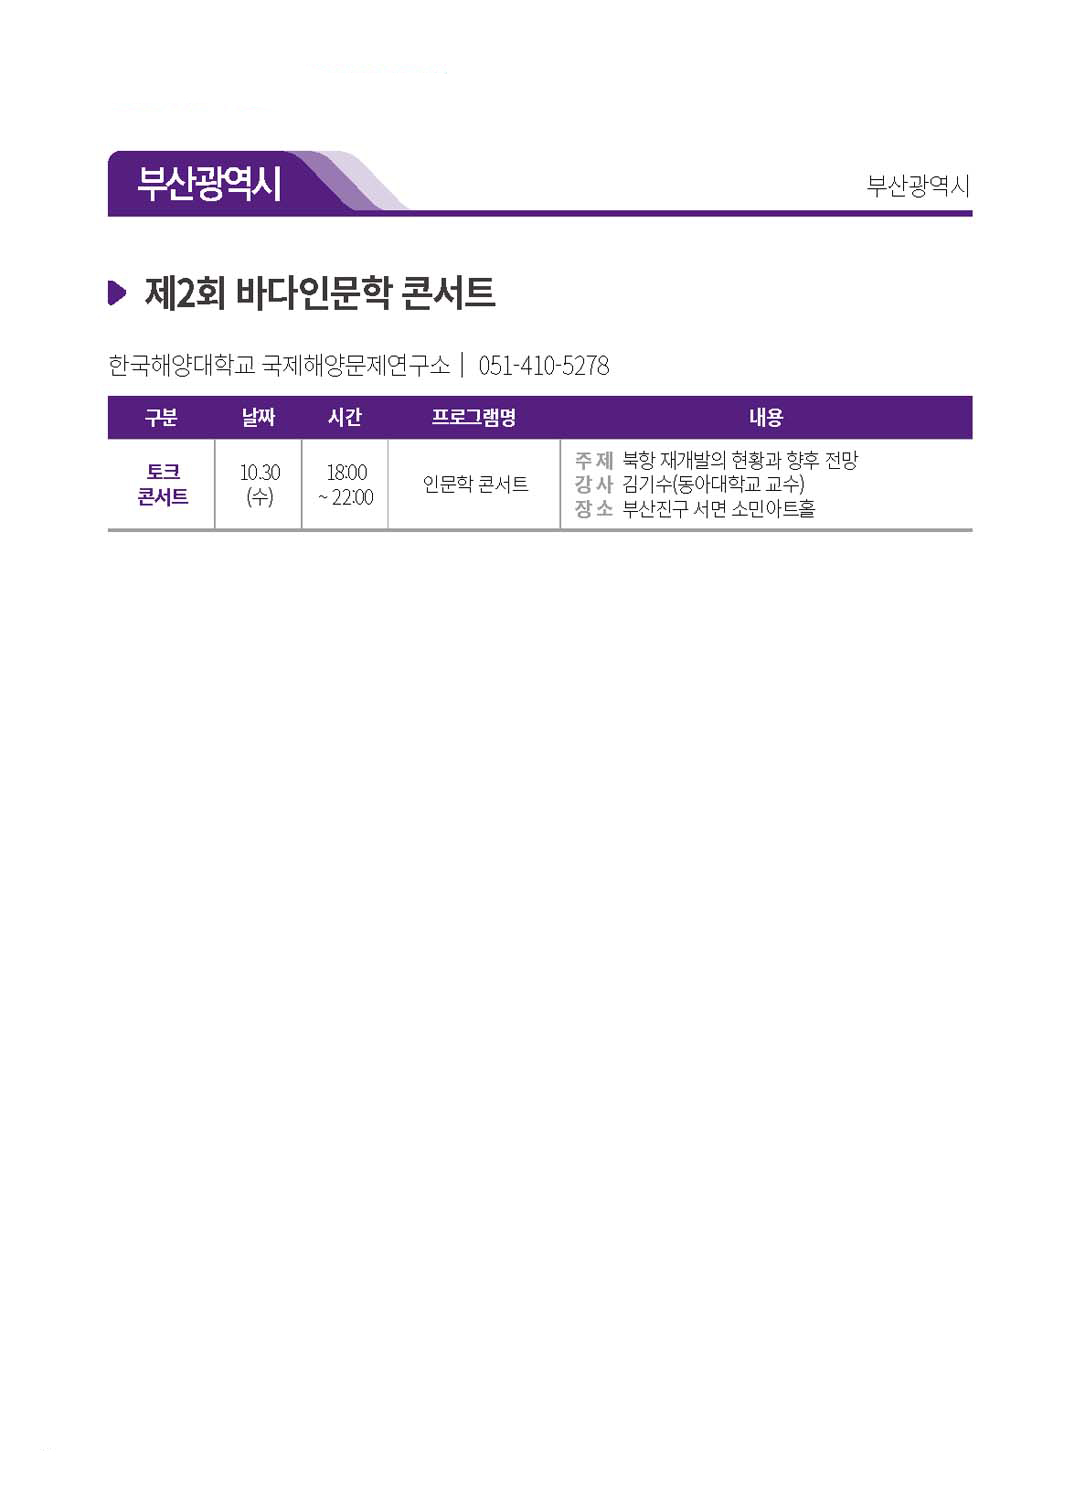 부산광역시
부산광역시
제2회 바다인문학 콘서트
한국해양대학교 국제해양문제연구소 | 051-410-5278
구분 날짜 시간 프로그램명 내용
토크 콘서트 10.30 (수) 18:00 ~ 22:00 인문학 콘서트
주제 북항 재개발의 현황과 향후 전망
강사 김기수(동아대학교 교수)
장소 부산진구 서면 소민아트홀